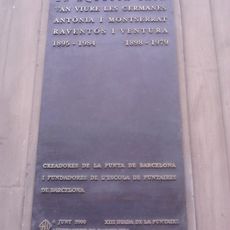 VAN VIURE LES GERMANES
ANTÒNIA I MONTSERRAT
RAVENTÓS I VENTURA
1895-1984 1898-1979
CREADORES DE LA PUNTA DE BARCELONA
I FUNDADORES DE L'ESCOLA DE PUNTAIRES
DE BARCELONA
JUNY 2000 XIII DIADA DE LA PUNTAIRE